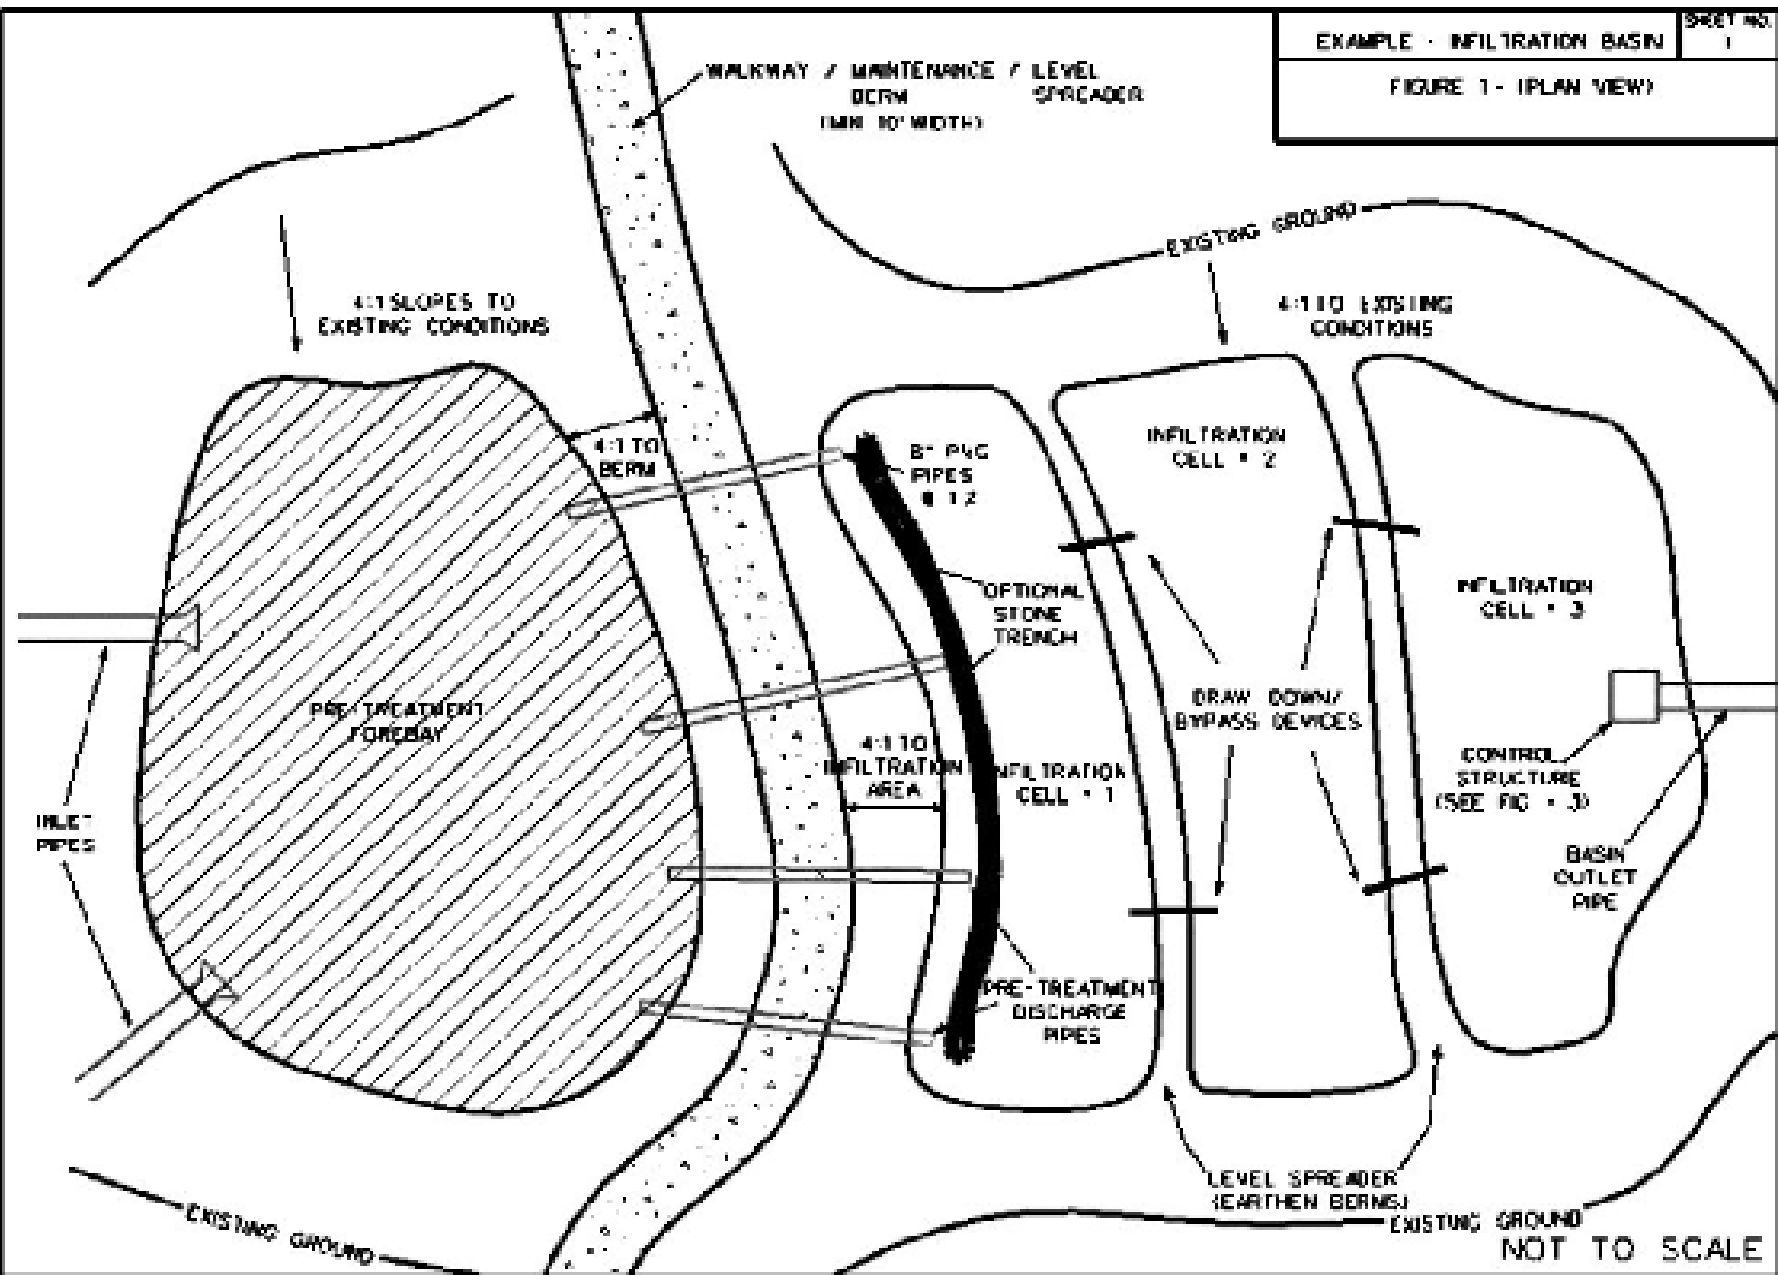 EXAMPLE - INFILTRATION BASIN
SHEET NO.
1
FIGURE 1 - (PLAN VIEW)
WALKWAY / MAINTENANCE / LEVEL
BERM SPREADER
(MIN 10' WIDTH)
EXISTING GROUND
4:1 SLOPES TO
EXISTING CONDITIONS
4:1 TO EXISTING
CONDITIONS
4:1 TO
BERM
8" PVC
PIPES
INFILTRATION
CELL # 2
OPTIONAL
STONE
TRENCH
INFILTRATION
CELL # 3
PRE-TREATMENT
FOREBAY
DRAW DOWN/
BYPASS DEVICES
4:1 TO
INFILTRATION
AREA
INFILTRATION
CELL # 1
CONTROL
STRUCTURE
(SEE FIG # 3)
INLET
PIPES
BASIN
OUTLET
PIPE
PRE-TREATMENT
DISCHARGE
PIPES
LEVEL SPREADER
(EARTHEN BERMS)
EXISTING GROUND
EXISTING GROUND
NOT TO SCALE